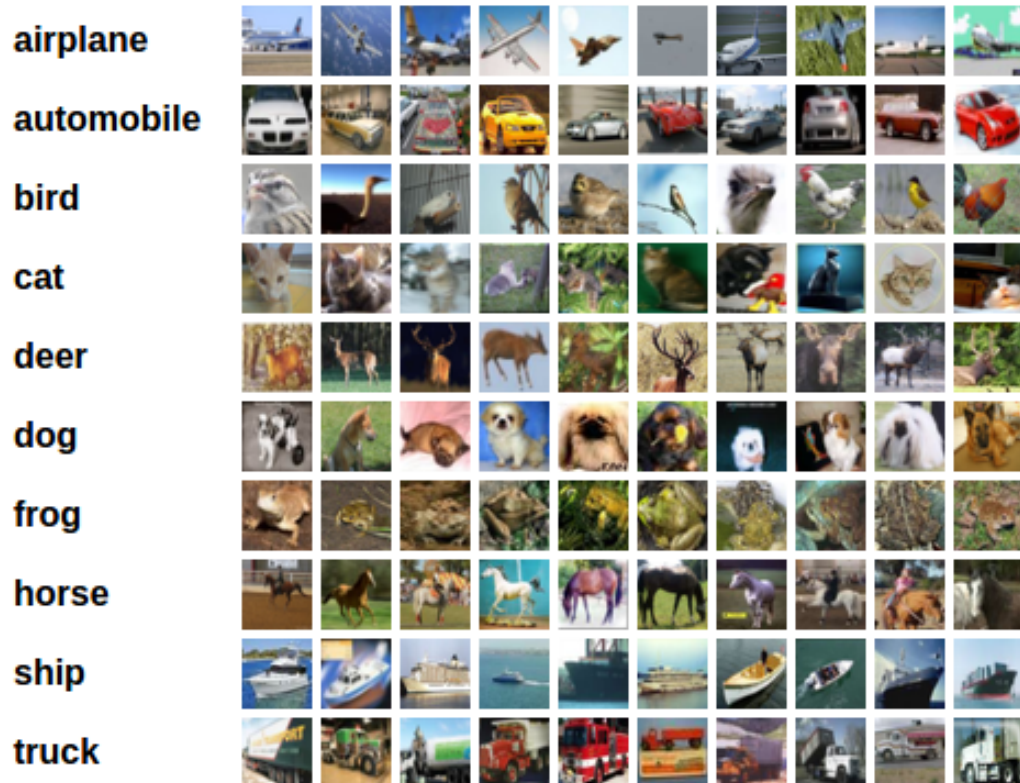 airplane
automobile
bird
cat
deer
dog
frog
horse
ship
truck